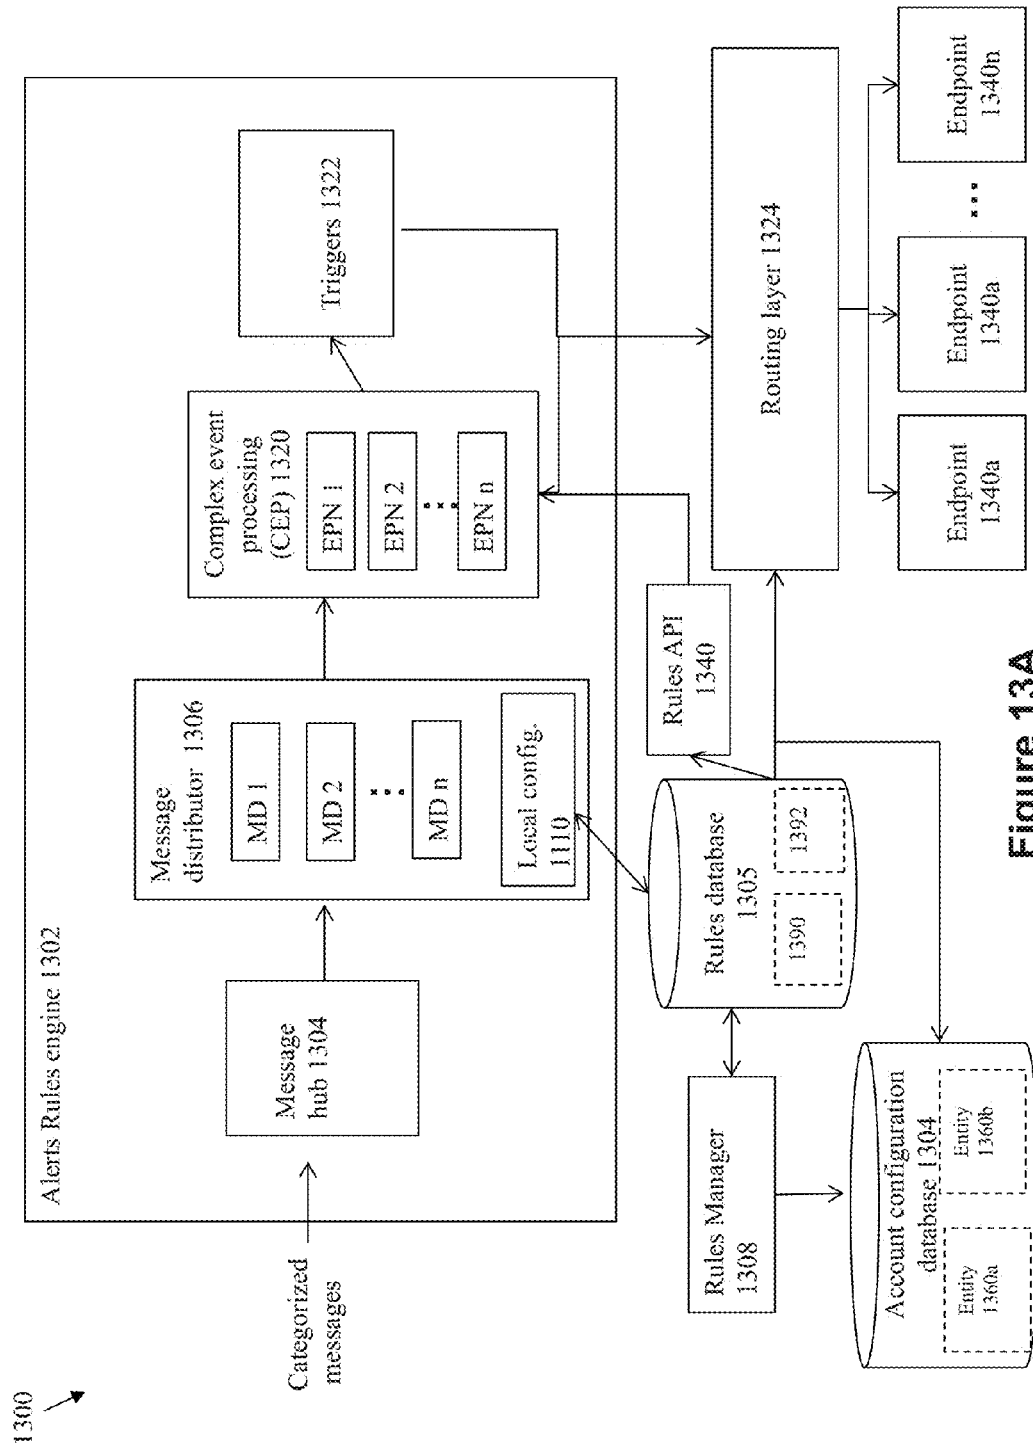 1300
Categorized
messages
Alerts Rules engine 1302
Message
hub 1304
Message
distributor 1306
MD 1
MD 2
MD n
Local config.
1110
Complex event
processing
(CEP) 1320
EPN 1
EPN 2
EPN n
Triggers 1322
Rules Manager
1308
Rules database
1305
1390
1392
Rules API
1340
Account configuration
database 1304
Entity
1360a
Entity
1360b
Routing layer 1324
Endpoint
1340a
Endpoint
1340a
...
Endpoint
1340n
Figure 13A